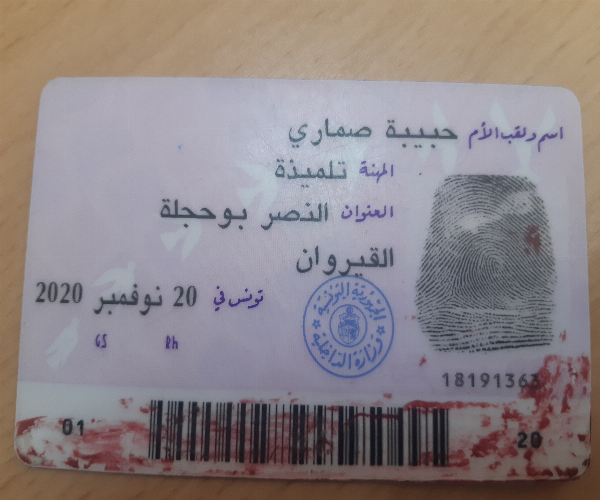 اسم ولقب الأم حبيبة صماري
المهنة تلميذة
العنوان النصر بوحجلة
القيروان
تونس في 20 نوفمبر 2020
GS Rh
الجمهورية التونسية
وزارة الداخلية
18191363
01 20